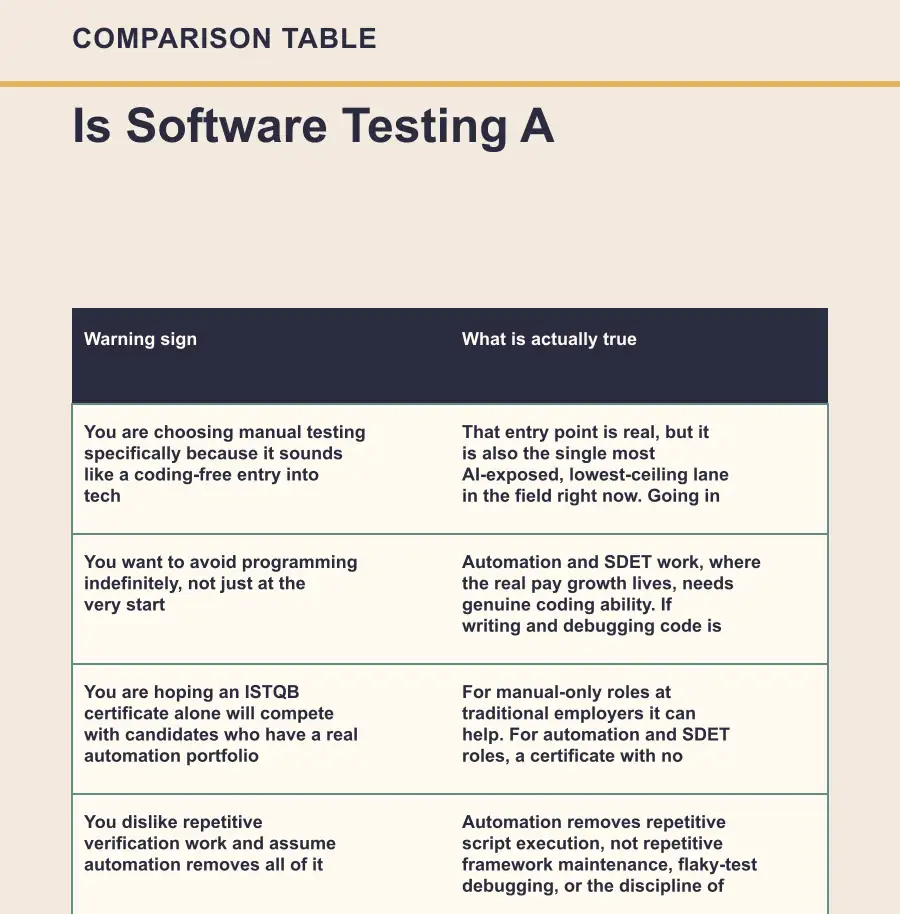 COMPARISON TABLE
Is Software Testing A
Warning sign
What is actually true
You are choosing manual testing
specifically because it sounds
like a coding-free entry into
tech
That entry point is real, but it
is also the single most
AI-exposed, lowest-ceiling lane
in the field right now. Going in
You want to avoid programming
indefinitely, not just at the
very start
Automation and SDET work, where
the real pay growth lives, needs
genuine coding ability. If
writing and debugging code is
You are hoping an ISTQB
certificate alone will compete
with candidates who have a real
automation portfolio
For manual-only roles at
traditional employers it can
help. For automation and SDET
roles, a certificate with no
You dislike repetitive
verification work and assume
automation removes all of it
Automation removes repetitive
script execution, not repetitive
framework maintenance, flaky-test
debugging, or the discipline of